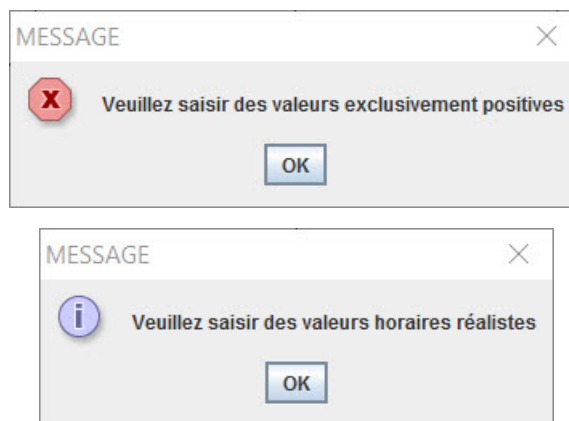 MESSAGE
Veuillez saisir des valeurs exclusivement positives
OK
MESSAGE
Veuillez saisir des valeurs horaires réalistes
OK